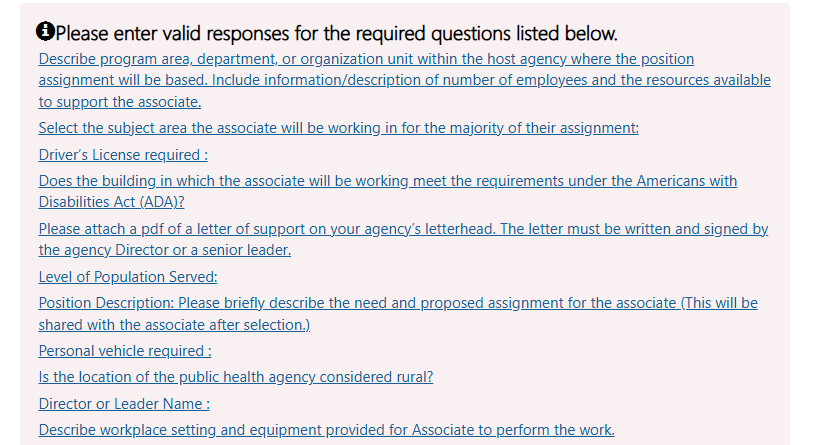 Please enter valid responses for the required questions listed below.
Describe program area, department, or organization unit within the host agency where the position
assignment will be based. Include information/description of number of employees and the resources available
to support the associate.
Select the subject area the associate will be working in for the majority of their assignment:
Driver's License required :
Does the building in which the associate will be working meet the requirements under the Americans with
Disabilities Act (ADA)?
Please attach a pdf of a letter of support on your agency's letterhead. The letter must be written and signed by
the agency Director or a senior leader.
Level of Population Served:
Position Description: Please briefly describe the need and proposed assignment for the associate (This will be
shared with the associate after selection.)
Personal vehicle required :
Is the location of the public health agency considered rural?
Director or Leader Name :
Describe workplace setting and equipment provided for Associate to perform the work.